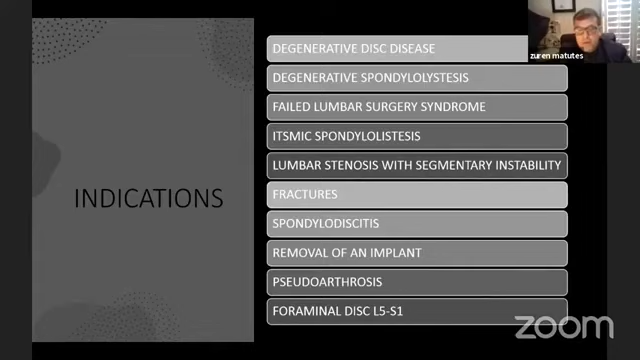 zuren matutes
INDICATIONS
DEGENERATIVE DISC DISEASE
DEGENERATIVE SPONDYLOLYSTESIS
FAILED LUMBAR SURGERY SYNDROME
ITSMIC SPONDYLOLISTESIS
LUMBAR STENOSIS WITH SEGMENTARY INSTABILITY
FRACTURES
SPONDYLODISCITIS
REMOVAL OF AN IMPLANT
PSEUDOARTHROSIS
FORAMINAL DISC L5-S1
zoom